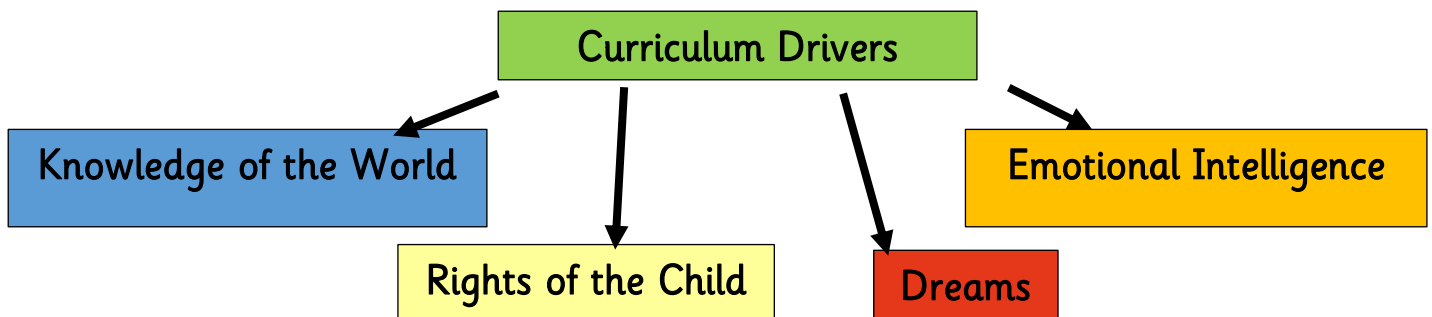 Curriculum Drivers
Knowledge of the World
Emotional Intelligence
Rights of the Child
Dreams